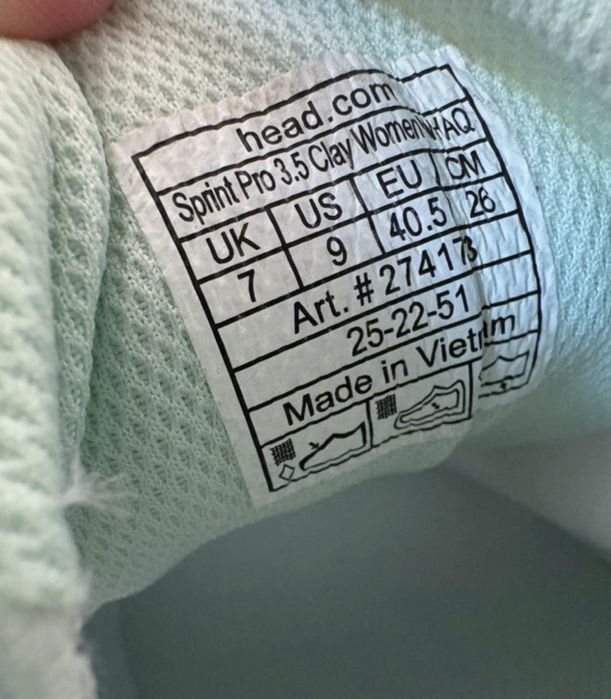 head.com
Sprint Pro 3.5 Clay Women
UK US EU CM
7 9 40.5 26
Art. # 274173
25-22-51
Made in